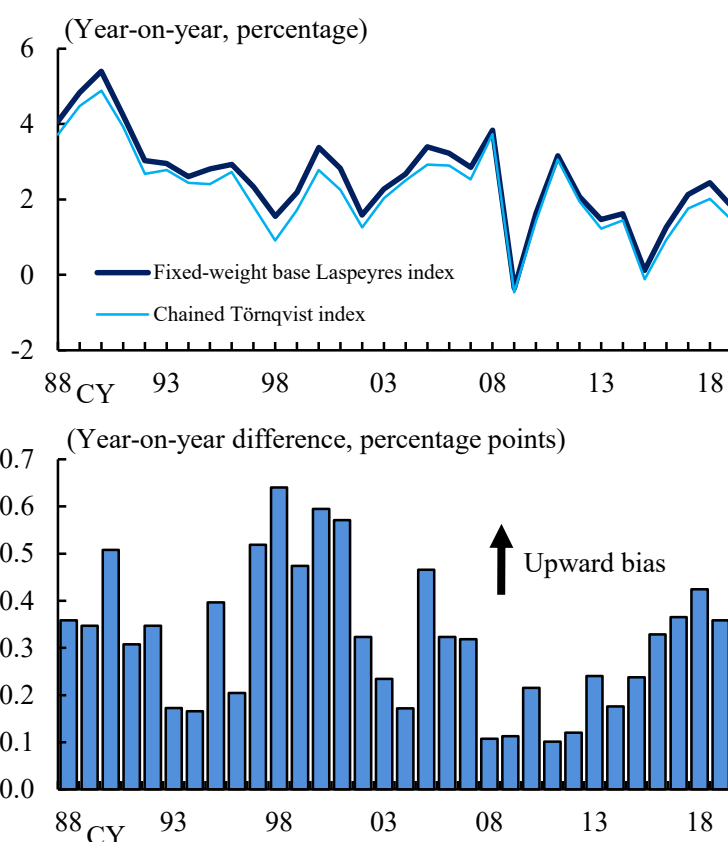 (Year-on-year, percentage)
6
4
2
0
-2
Fixed-weight base Laspeyres index
Chained Törnqvist index
88 CY 93 98 03 08 13 18
(Year-on-year difference, percentage points)
0.7
0.6
0.5
0.4
0.3
0.2
0.1
0.0
Upward bias
88 CY 93 98 03 08 13 18